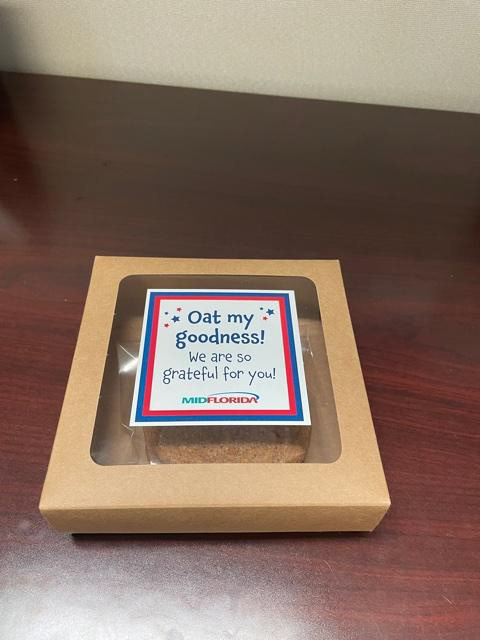 Oat my
goodness!
We are so
grateful for you!
MIDFLORIDA